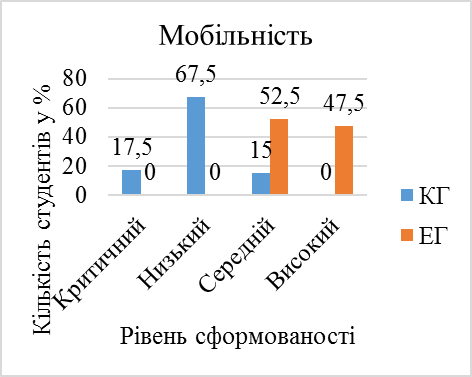 Мобільність
Кількість студентів у %
80
60
40
20
0
17,5
0
67,5
0
15
52,5
0
47,5
Критичний
Низький
Середній
Високий
Рівень сформованості
КГ
ЕГ